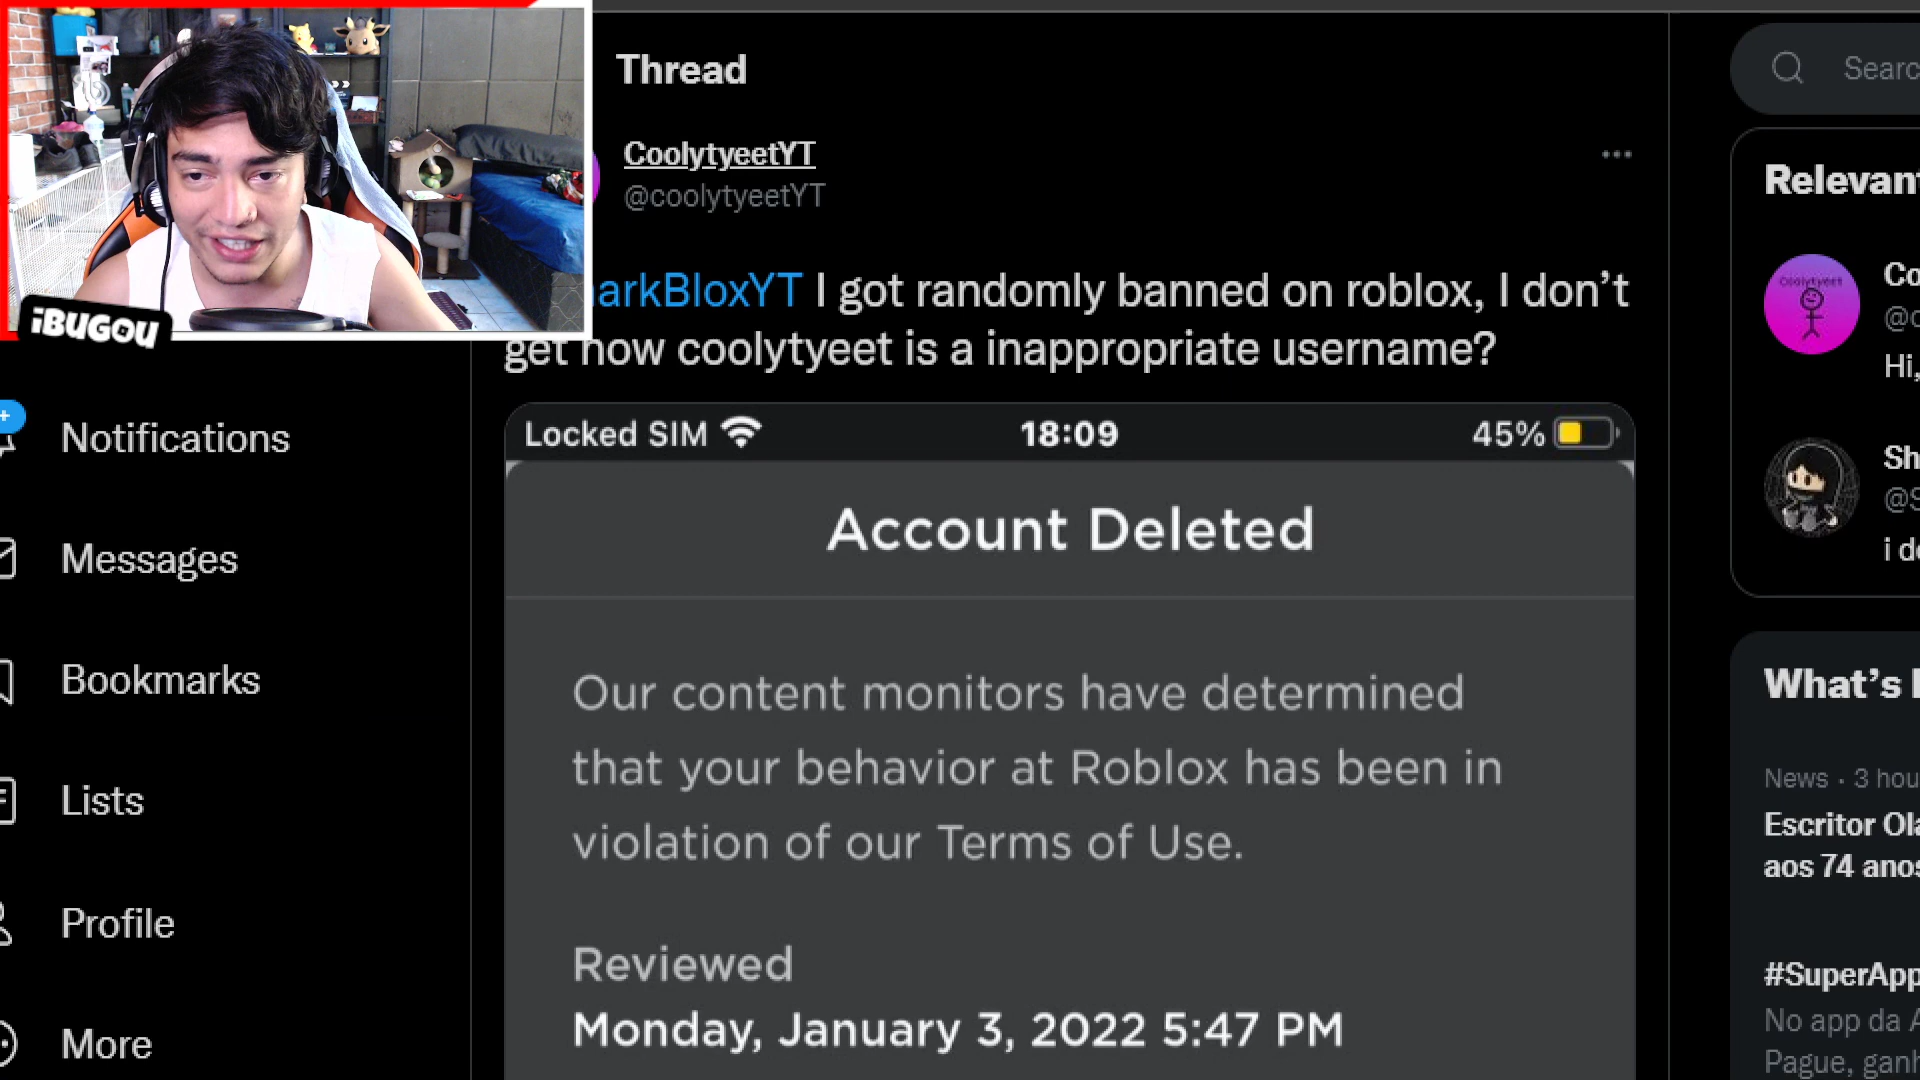 Thread
Searc
CoolytyeetYT
@coolytyeetYT
arkBloxYT I got randomly banned on roblox, I don't
get how coolytyeet is a inappropriate username?
iBUGOU
Notifications
Messages
Bookmarks
Lists
Profile
More
Locked SIM
18:09
45%
Account Deleted
Our content monitors have determined
that your behavior at Roblox has been in
violation of our Terms of Use.
Reviewed
Monday, January 3, 2022 5:47 PM
Relevan
Coolytyeet
Co
@c
Hi,
Sh
@S
i do
What's
News · 3 hou
Escritor Ola
aos 74 anos
#SuperApp
No app da A
Pague, ganh